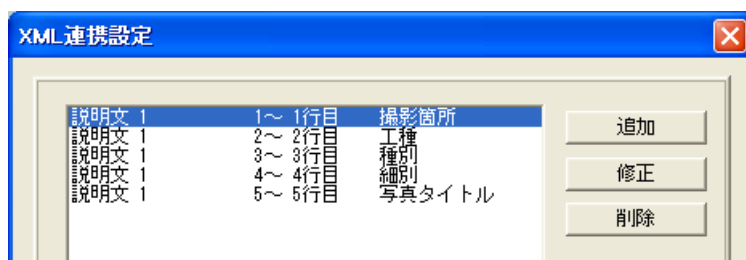 XML連携設定
説明文 1 1～ 1行目 撮影箇所
説明文 1 2～ 2行目 工種
説明文 1 3～ 3行目 種別
説明文 1 4～ 4行目 細別
説明文 1 5～ 5行目 写真タイトル
追加
修正
削除